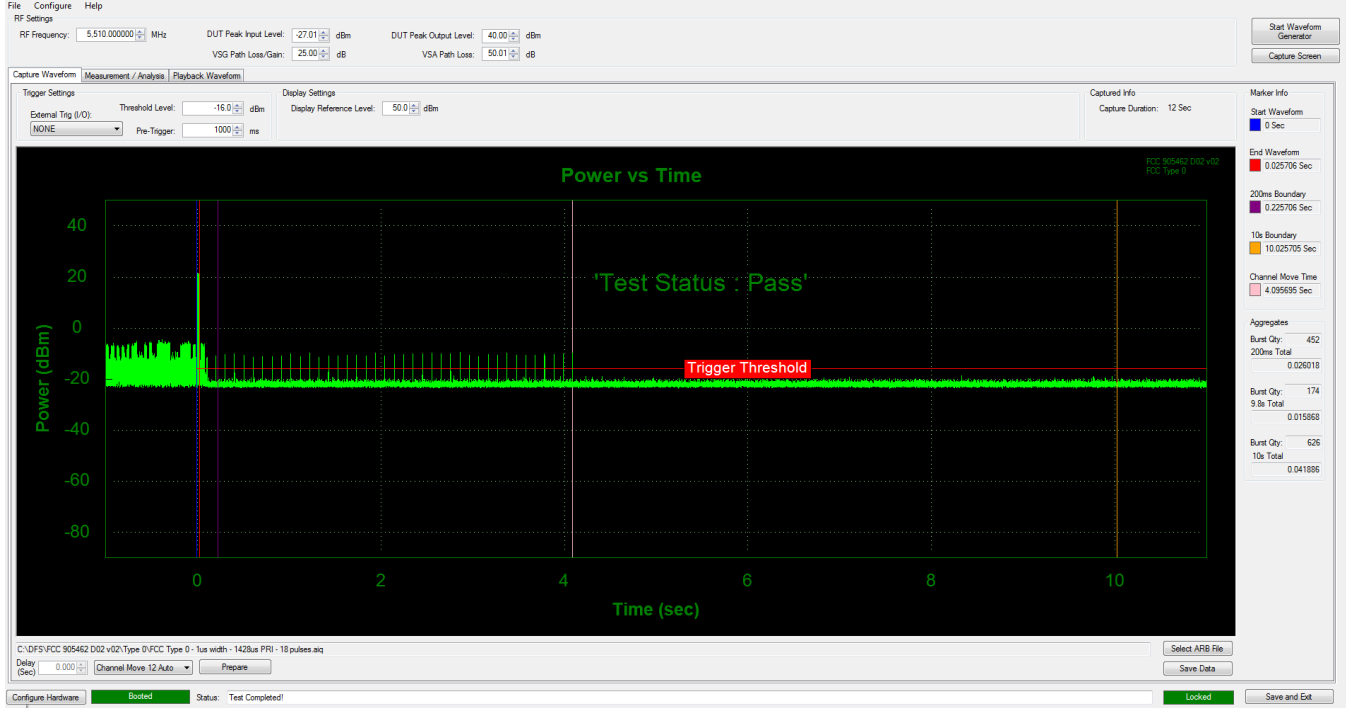 File Configure Help
RF Settings
RF Frequency: 5,510.000000 MHz DUT Peak Input Level: -27.01 dBm DUT Peak Output Level: 40.00 dBm
VSG Path Loss/Gain: 25.00 dB VSA Path Loss: 50.01 dB
Start Waveform
Generator
Capture Screen
Capture Waveform Measurement / Analysis Playback Waveform
Trigger Settings
Threshold Level: -16.0 dBm
External Trig (I/O):
NONE
Pre-Trigger: 1000 ms
Display Settings
Display Reference Level: 50.0 dBm
Captured Info
Capture Duration: 12 Sec
Marker Info
Start Waveform
0 Sec
End Waveform
0.025706 Sec
200ms Boundary
0.225706 Sec
10s Boundary
10.025705 Sec
Channel Move Time
4.095695 Sec
Aggregates
Burst Qty: 452
200ms Total
0.026018
Burst Qty: 174
9.8s Total
0.015868
Burst Qty: 626
10s Total
0.041886
Power vs Time
FCC 905462 D02 v02
FCC Type 0
'Test Status : Pass'
Trigger Threshold
Power (dBm)
40
20
0
-20
-40
-60
-80
0 2 4 6 8 10
Time (sec)
C:\DFS\FCC 905462 D02 v02\Type 0\FCC Type 0 - 1us width - 1428us PRI - 18 pulses.aiq
Select ARB File
Delay
(Sec) 0.000 Channel Move 12 Auto Prepare
Save Data
Configure Hardware Booted Status: Test Completed! Locked Save and Exit